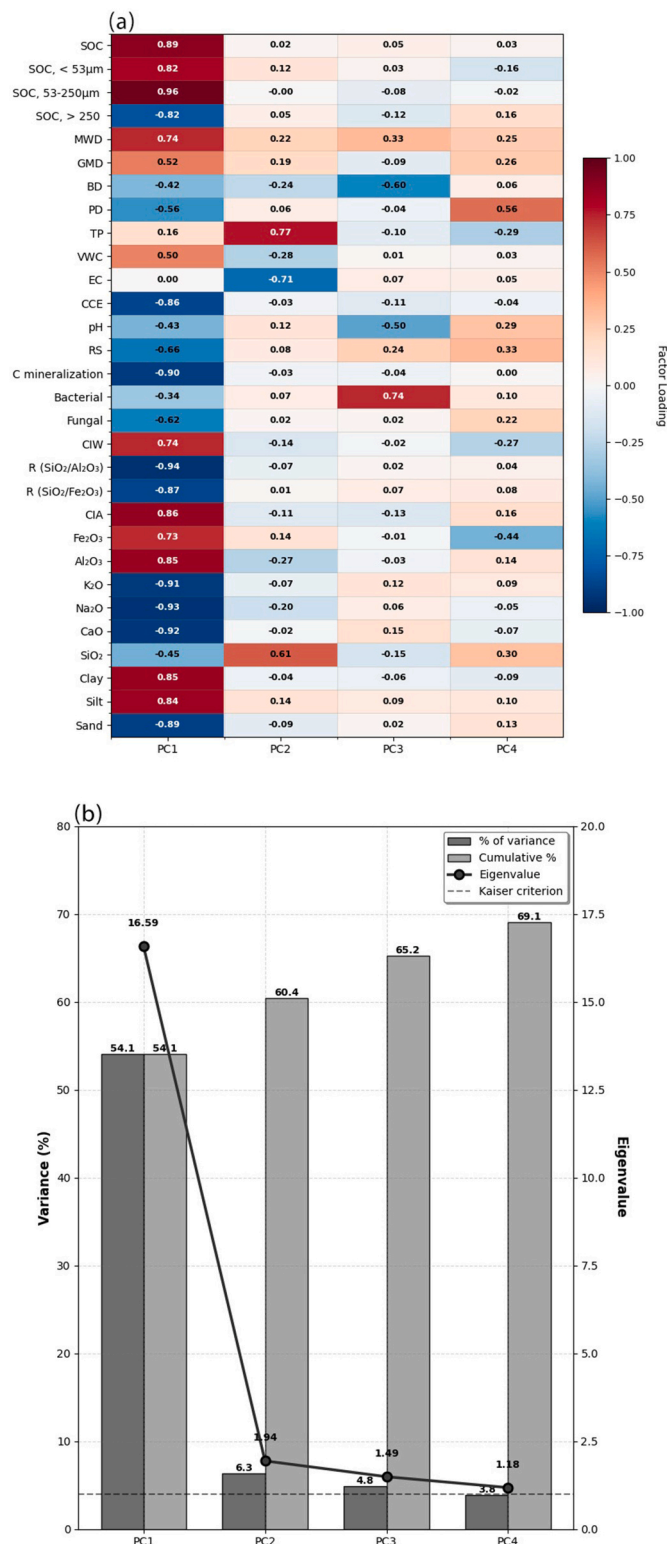 (a)
SOC 0.89 0.02 0.05 0.03
SOC, < 53μm 0.82 0.12 0.03 -0.16
SOC, 53-250μm 0.96 -0.00 -0.08 -0.02
SOC, > 250 -0.82 0.05 -0.12 0.16
MWD 0.74 0.22 0.33 0.25
GMD 0.52 0.19 -0.09 0.26
BD -0.42 -0.24 -0.60 0.06
PD -0.56 0.06 -0.04 0.56
TP 0.16 0.77 -0.10 -0.29
VWC 0.50 -0.28 0.01 0.03
EC 0.00 -0.71 0.07 0.05
CCE -0.86 -0.03 -0.11 -0.04
pH -0.43 0.12 -0.50 0.29
RS -0.66 0.08 0.24 0.33
C mineralization -0.90 -0.03 -0.04 0.00
Bacterial -0.34 0.07 0.74 0.10
Fungal -0.62 0.02 0.02 0.22
CIW 0.74 -0.14 -0.02 -0.27
R (SiO₂/Al₂O₃) -0.94 -0.07 0.02 0.04
R (SiO₂/Fe₂O₃) -0.87 0.01 0.07 0.08
CIA 0.86 -0.11 -0.13 0.16
Fe₂O₃ 0.73 0.14 -0.01 -0.44
Al₂O₃ 0.85 -0.27 -0.03 0.14
K₂O -0.91 -0.07 0.12 0.09
Na₂O -0.93 -0.20 0.06 -0.05
CaO -0.92 -0.02 0.15 -0.07
SiO₂ -0.45 0.61 -0.15 0.30
Clay 0.85 -0.04 -0.06 -0.09
Silt 0.84 0.14 0.09 0.10
Sand -0.89 -0.09 0.02 0.13
PC1 PC2 PC3 PC4
1.00
0.75
0.50
0.25
0.00
−0.25
−0.50
−0.75
−1.00
Factor Loading
(b)
80
70
60
50
40
30
20
10
0
Variance (%)
% of variance
Cumulative %
Eigenvalue
Kaiser criterion
16.59
54.1 54.1
1.94
6.3 60.4
1.49
4.8 65.2
1.18
3.8 69.1
20.0
17.5
15.0
12.5
10.0
7.5
5.0
2.5
0.0
Eigenvalue
PC1 PC2 PC3 PC4